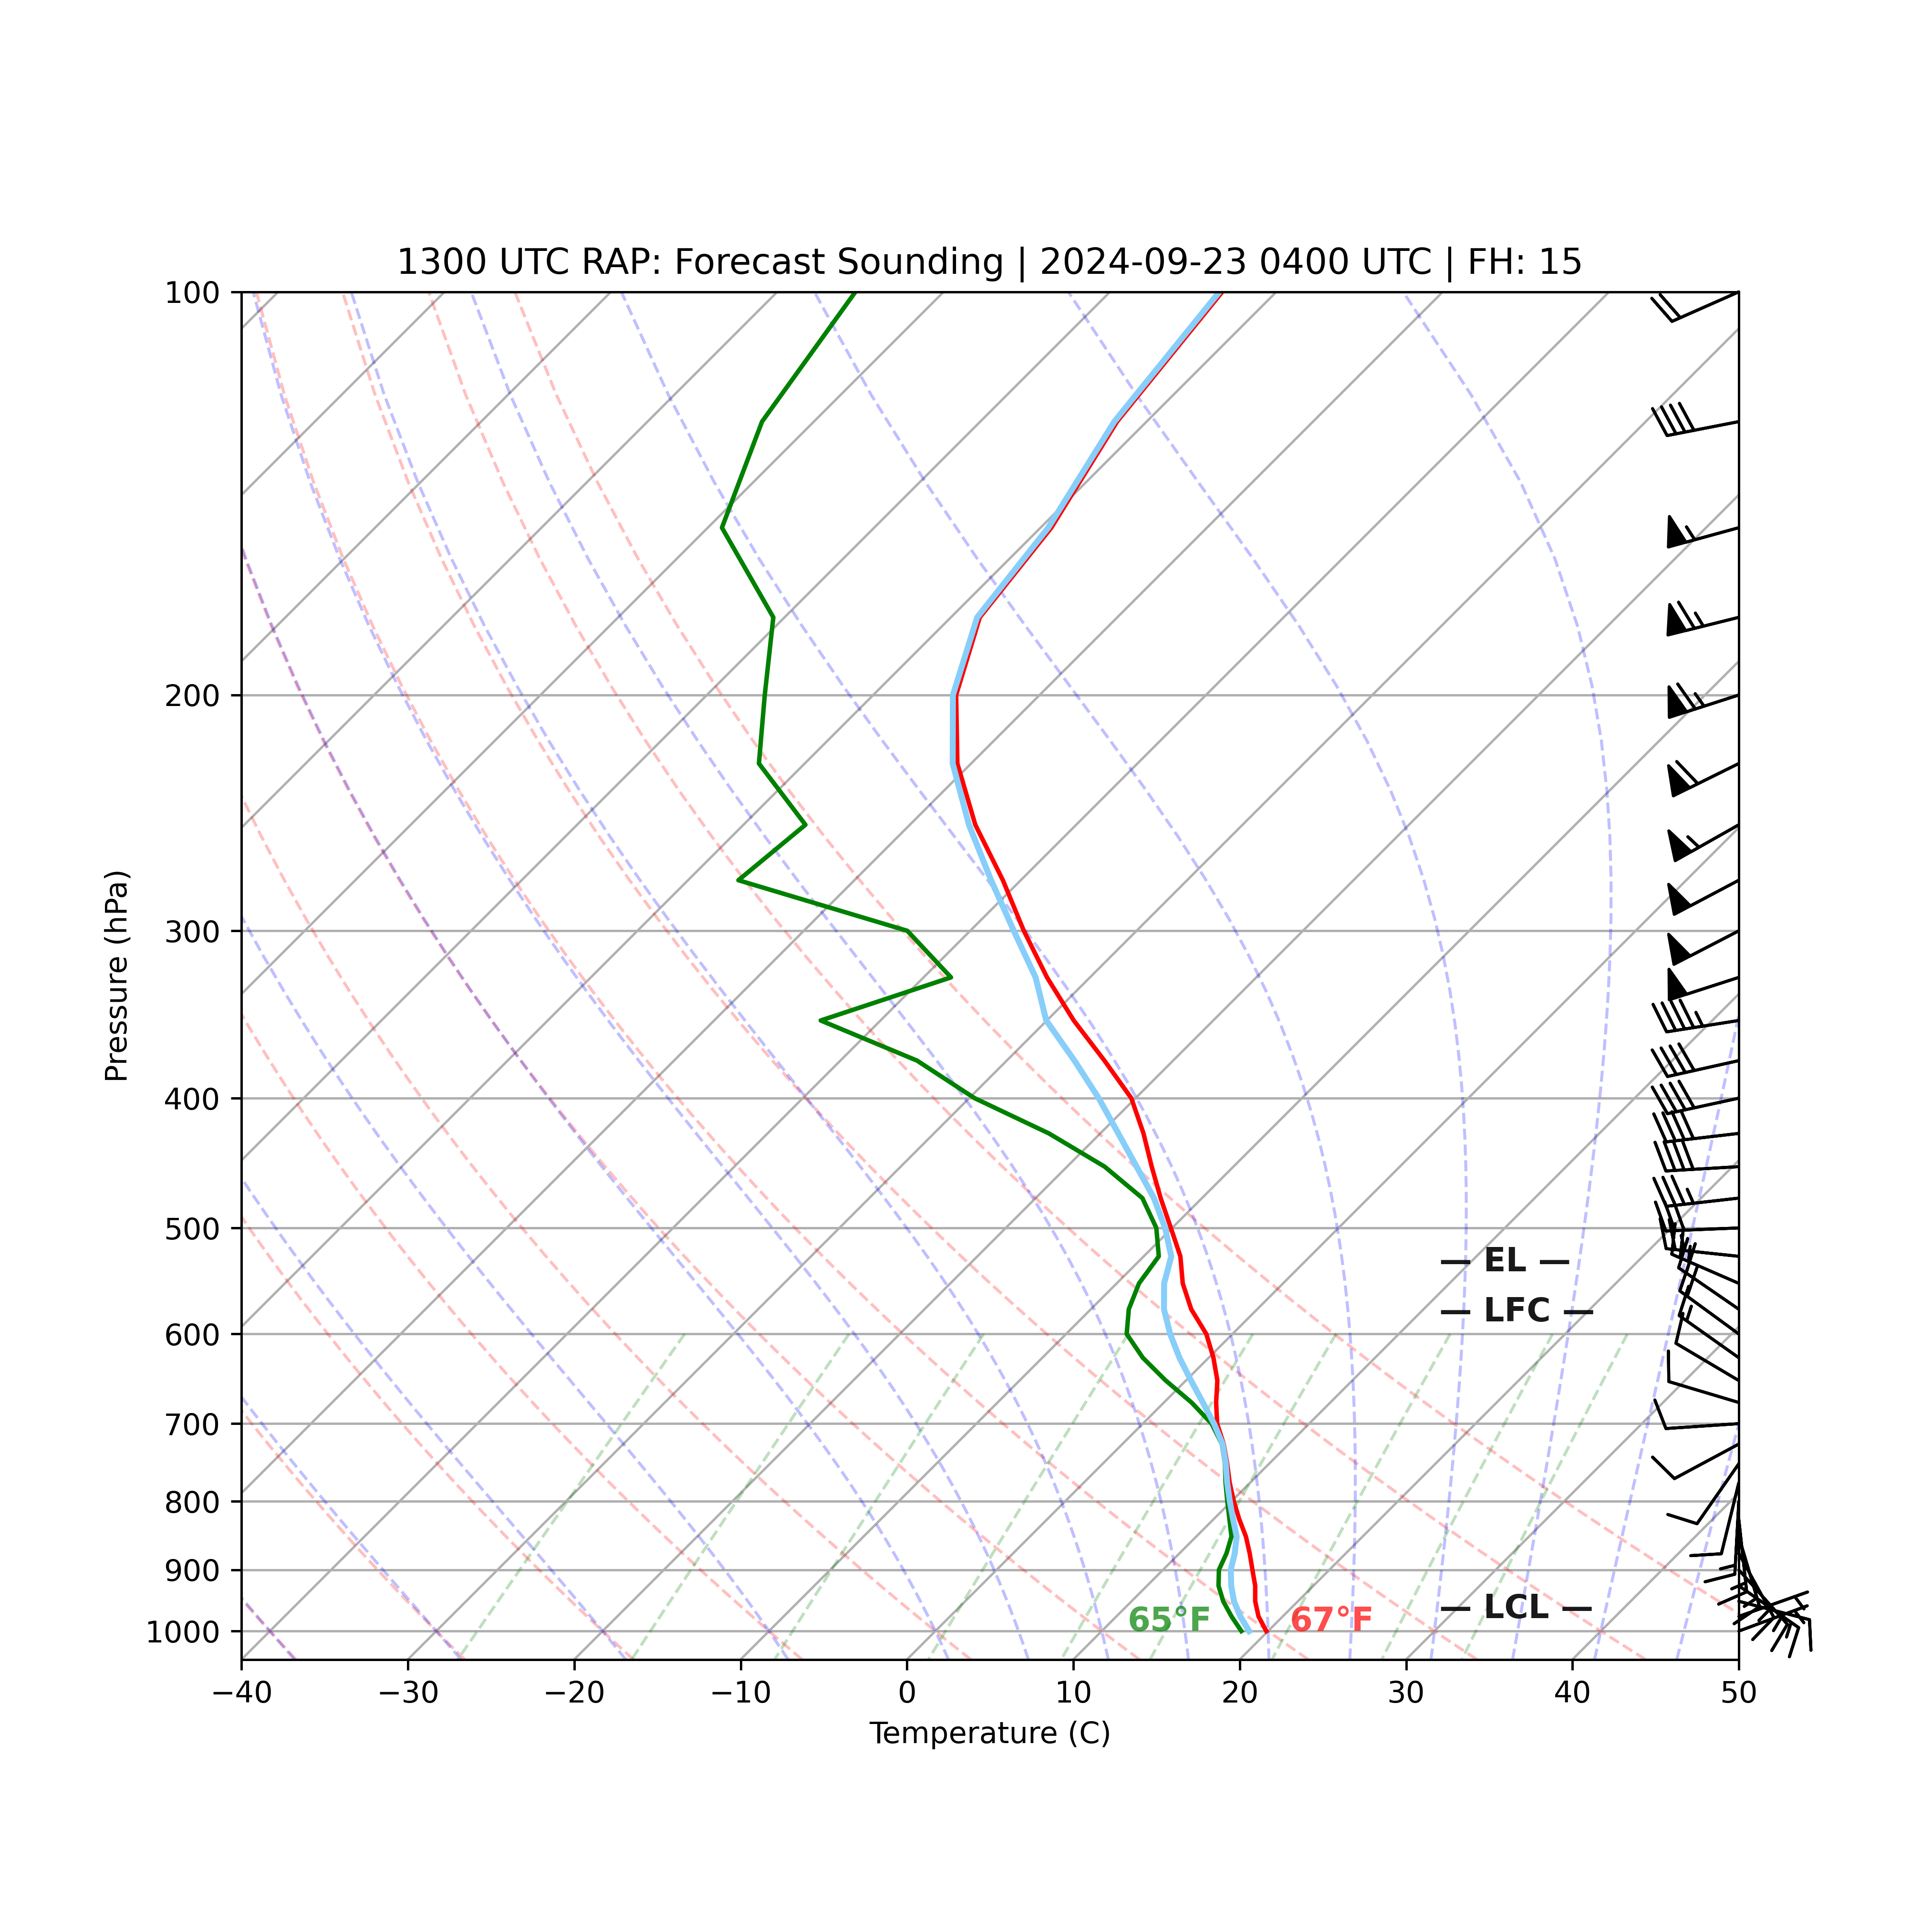 1300 UTC RAP: Forecast Sounding | 2024-09-23 0400 UTC | FH: 15
100
200
300
400
500
600
700
800
900
1000
Pressure (hPa)
— EL —
— LFC —
— LCL —
65°F
67°F
−40 −30 −20 −10 0 10 20 30 40 50
Temperature (C)